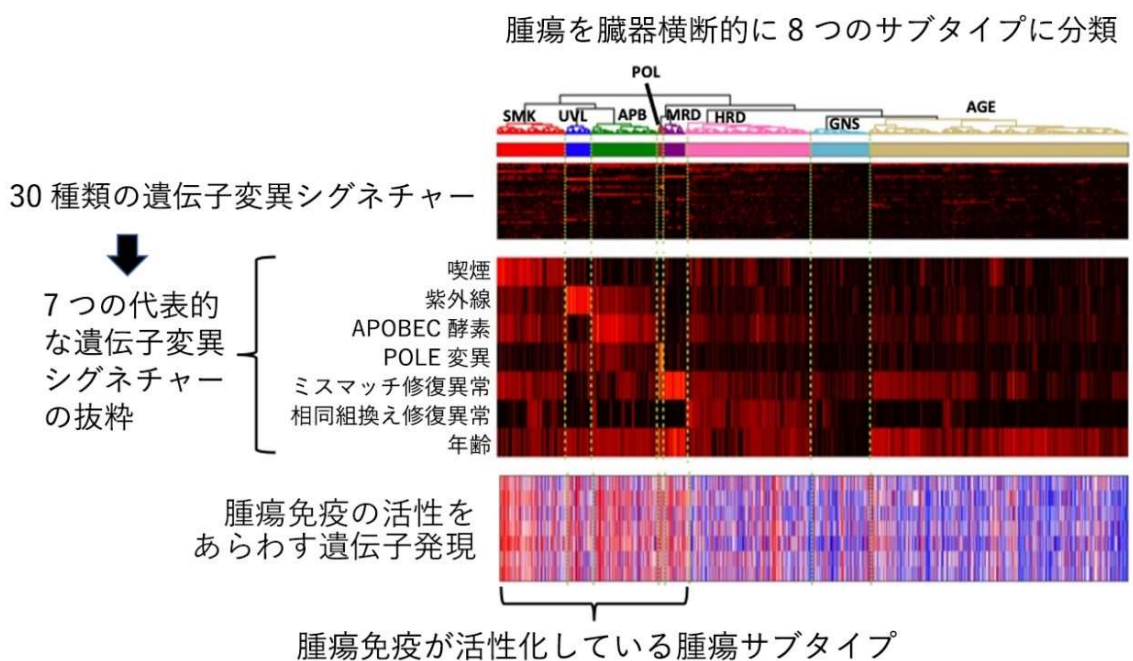 腫瘍を臓器横断的に 8 つのサブタイプに分類
POL
SMK UVL APB MRD HRD GNS AGE
30 種類の遺伝子変異シグネチャー
7 つの代表的
な遺伝子変異
シグネチャー
の抜粋
喫煙
紫外線
APOBEC 酵素
POLE 変異
ミスマッチ修復異常
相同組換え修復異常
年齢
腫瘍免疫の活性を
あらわす遺伝子発現
腫瘍免疫が活性化している腫瘍サブタイプ